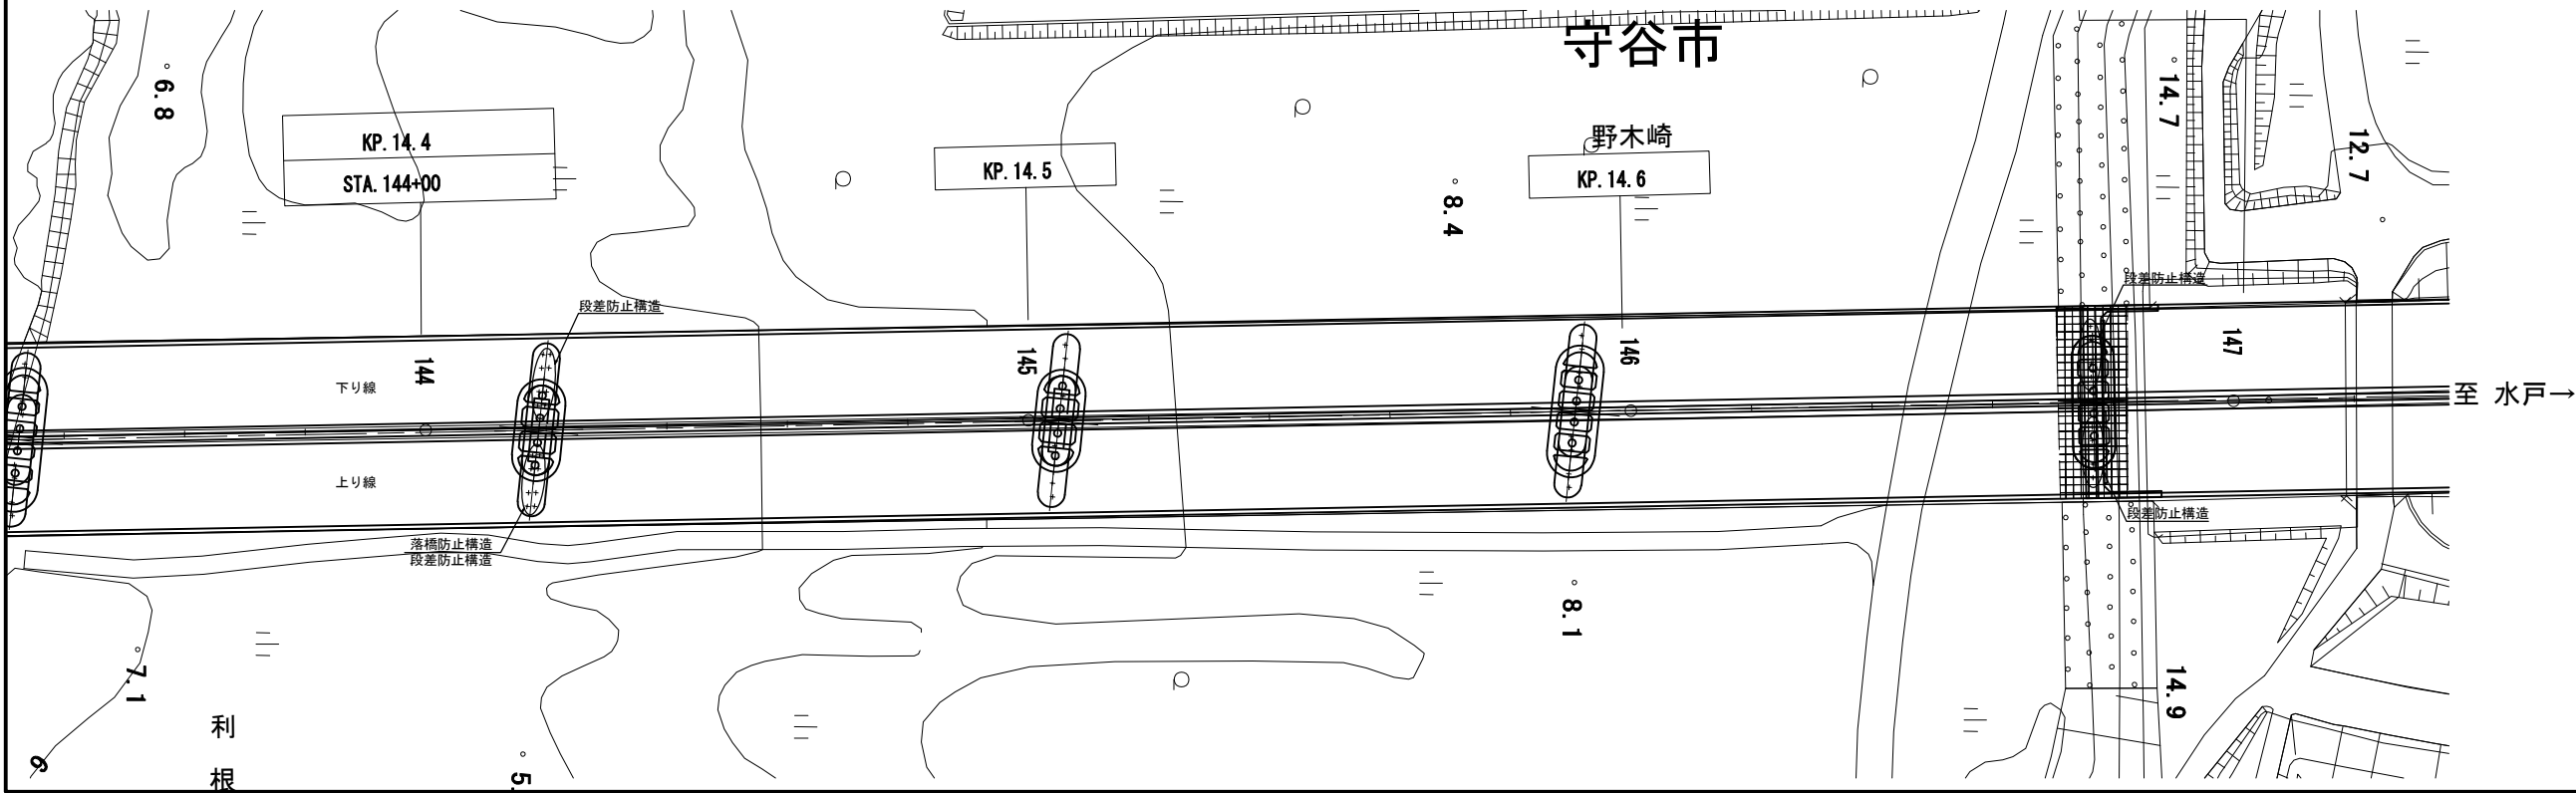 守谷市
野木崎
6.8
KP.14.4
STA.144+00
KP.14.5
KP.14.6
8.4
14.7
12.7
段差防止構造
段差防止構造
144
145
146
147
下り線
至 水戸→
上り線
段差防止構造
落橋防止構造
段差防止構造
8.1
7.1
14.9
利
根
6
5.